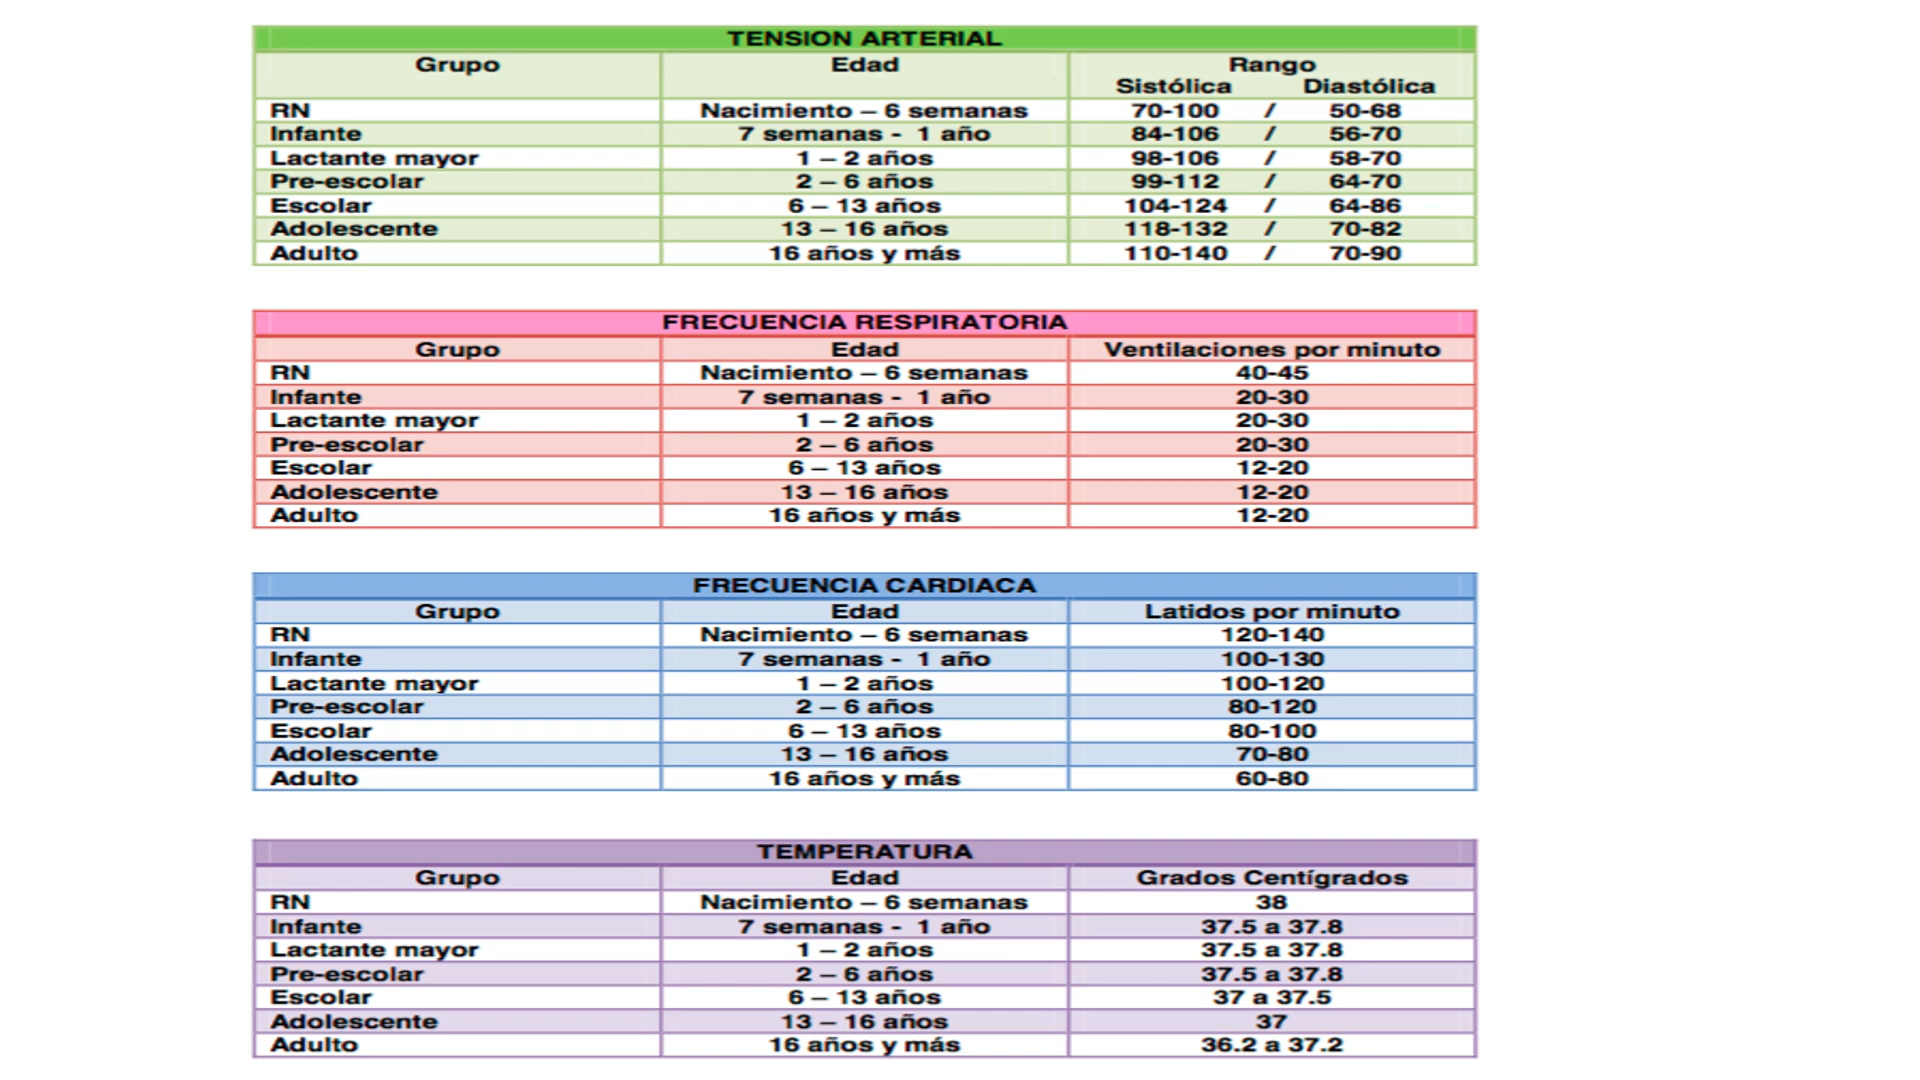 TENSION ARTERIAL
Grupo Edad Rango
Sistólica Diastólica
RN Nacimiento – 6 semanas 70-100 / 50-68
Infante 7 semanas - 1 año 84-106 / 56-70
Lactante mayor 1 – 2 años 98-106 / 58-70
Pre-escolar 2 – 6 años 99-112 / 64-70
Escolar 6 – 13 años 104-124 / 64-86
Adolescente 13 – 16 años 118-132 / 70-82
Adulto 16 años y más 110-140 / 70-90
FRECUENCIA RESPIRATORIA
Grupo Edad Ventilaciones por minuto
RN Nacimiento – 6 semanas 40-45
Infante 7 semanas - 1 año 20-30
Lactante mayor 1 – 2 años 20-30
Pre-escolar 2 – 6 años 20-30
Escolar 6 – 13 años 12-20
Adolescente 13 – 16 años 12-20
Adulto 16 años y más 12-20
FRECUENCIA CARDIACA
Grupo Edad Latidos por minuto
RN Nacimiento – 6 semanas 120-140
Infante 7 semanas - 1 año 100-130
Lactante mayor 1 – 2 años 100-120
Pre-escolar 2 – 6 años 80-120
Escolar 6 – 13 años 80-100
Adolescente 13 – 16 años 70-80
Adulto 16 años y más 60-80
TEMPERATURA
Grupo Edad Grados Centígrados
RN Nacimiento – 6 semanas 38
Infante 7 semanas - 1 año 37.5 a 37.8
Lactante mayor 1 – 2 años 37.5 a 37.8
Pre-escolar 2 – 6 años 37.5 a 37.8
Escolar 6 – 13 años 37 a 37.5
Adolescente 13 – 16 años 37
Adulto 16 años y más 36.2 a 37.2